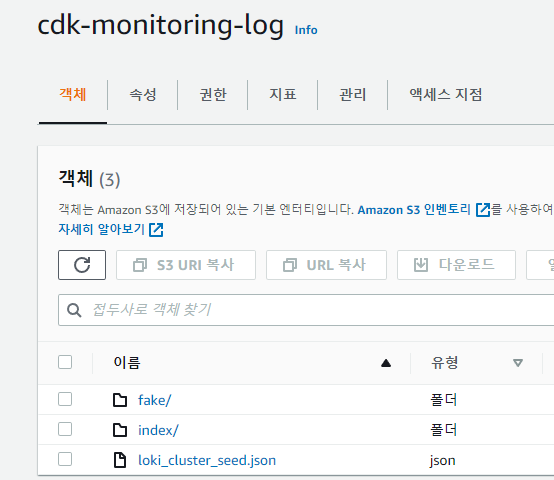 cdk-monitoring-log Info
객체 속성 권한 지표 관리 액세스 지점
객체 (3)
객체는 Amazon S3에 저장되어 있는 기본 엔터티입니다. Amazon S3 인벤토리 를 사용하여
자세히 알아보기
S3 URI 복사 URL 복사 다운로드
접두사로 객체 찾기
이름 유형
fake/ 폴더
index/ 폴더
loki_cluster_seed.json json